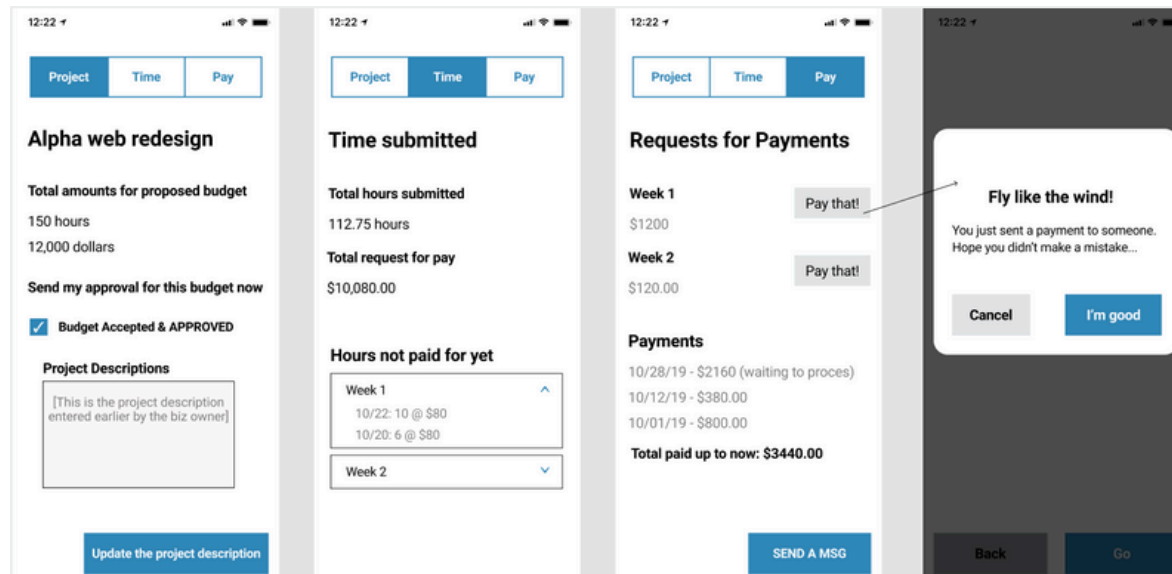 12:22
Project Time Pay
Alpha web redesign
Total amounts for proposed budget
150 hours
12,000 dollars
Send my approval for this budget now
Budget Accepted & APPROVED
Project Descriptions
[This is the project description
entered earlier by the biz owner]
Update the project description
12:22
Project Time Pay
Time submitted
Total hours submitted
112.75 hours
Total request for pay
$10,080.00
Hours not paid for yet
Week 1
10/22: 10 @ $80
10/20: 6 @ $80
Week 2
12:22
Project Time Pay
Requests for Payments
Week 1
Pay that!
$1200
Week 2
Pay that!
$120.00
Payments
10/28/19 - $2160 (waiting to proces)
10/12/19 - $380.00
10/01/19 - $800.00
Total paid up to now: $3440.00
SEND A MSG
12:22
Fly like the wind!
You just sent a payment to someone.
Hope you didn't make a mistake...
Cancel I'm good
Back Go